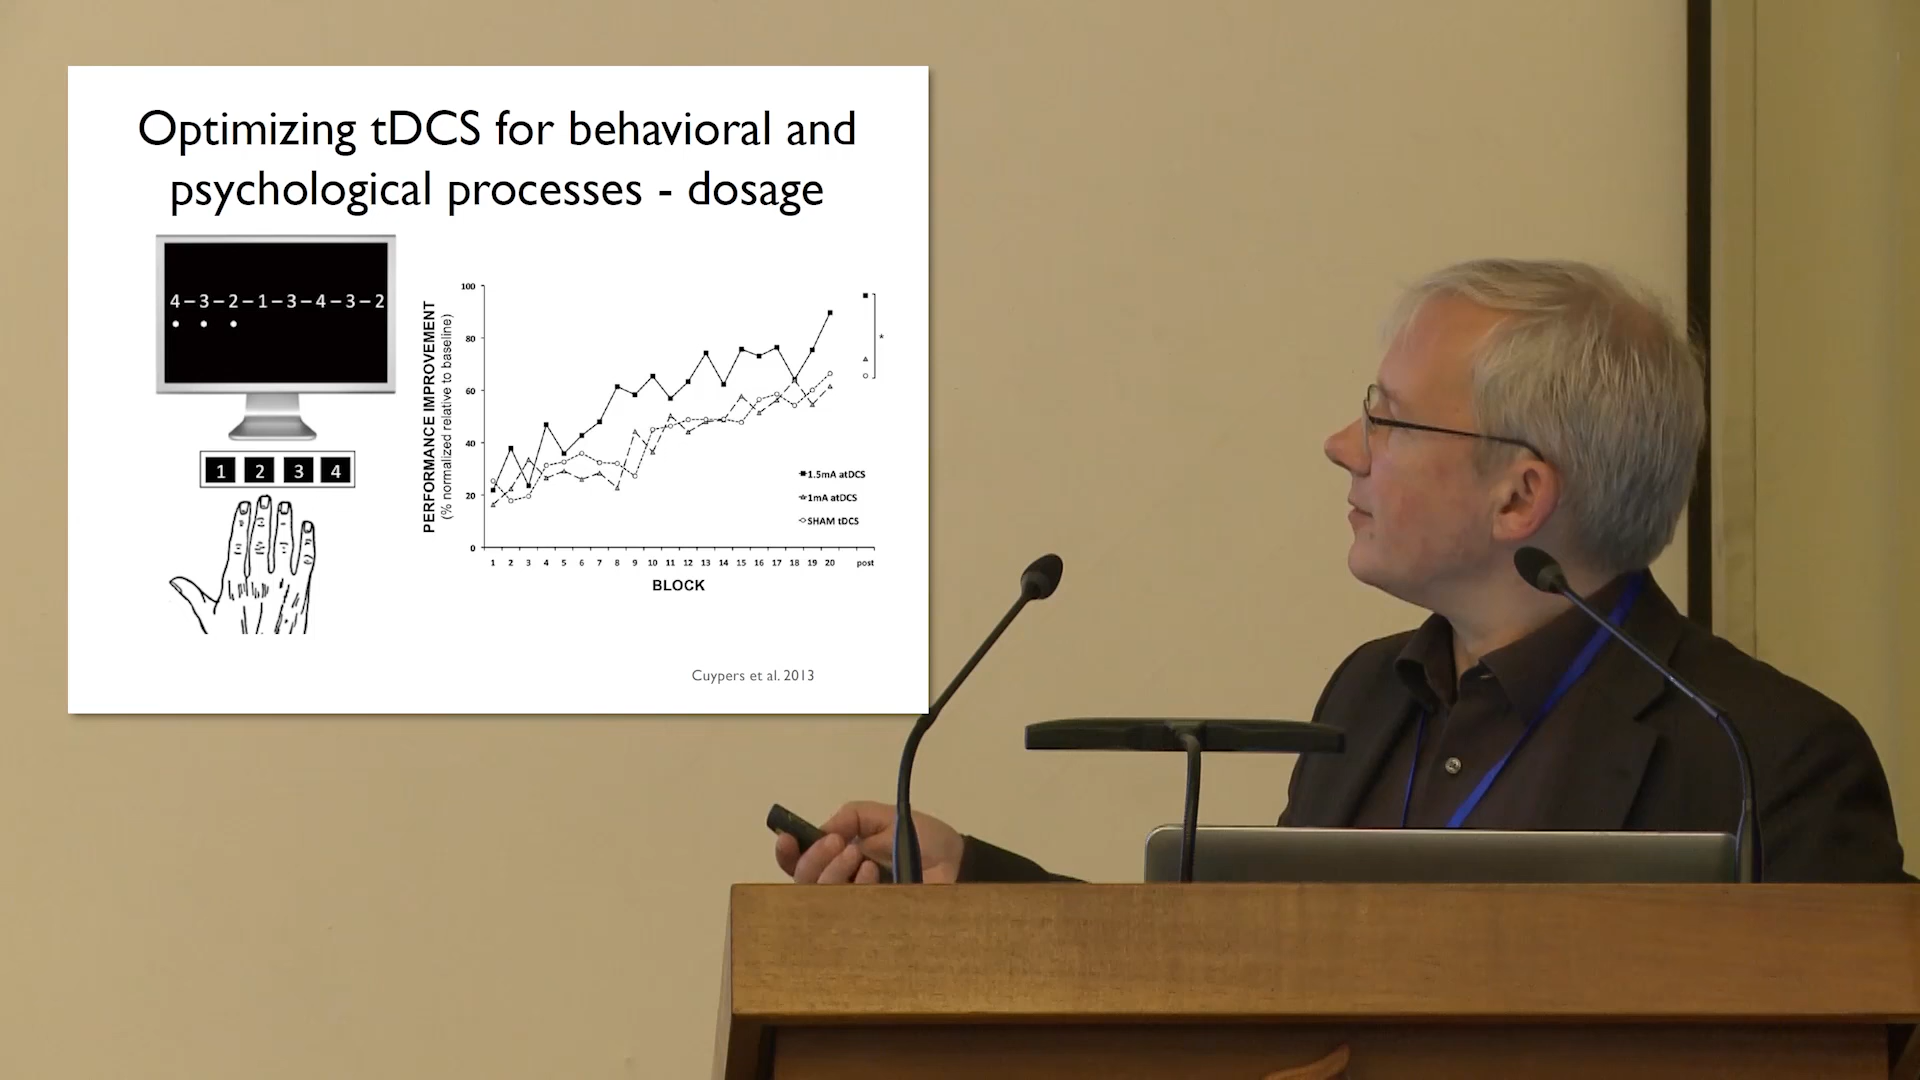 Optimizing tDCS for behavioral and
psychological processes - dosage
4 – 3 – 2 – 1 – 3 – 4 – 3 – 2
1 2 3 4
PERFORMANCE IMPROVEMENT
(% normalized relative to baseline)
100
80
60
40
20
0
*
1.5mA atDCS
1mA atDCS
SHAM tDCS
1 2 3 4 5 6 7 8 9 10 11 12 13 14 15 16 17 18 19 20 post
BLOCK
Cuypers et al. 2013